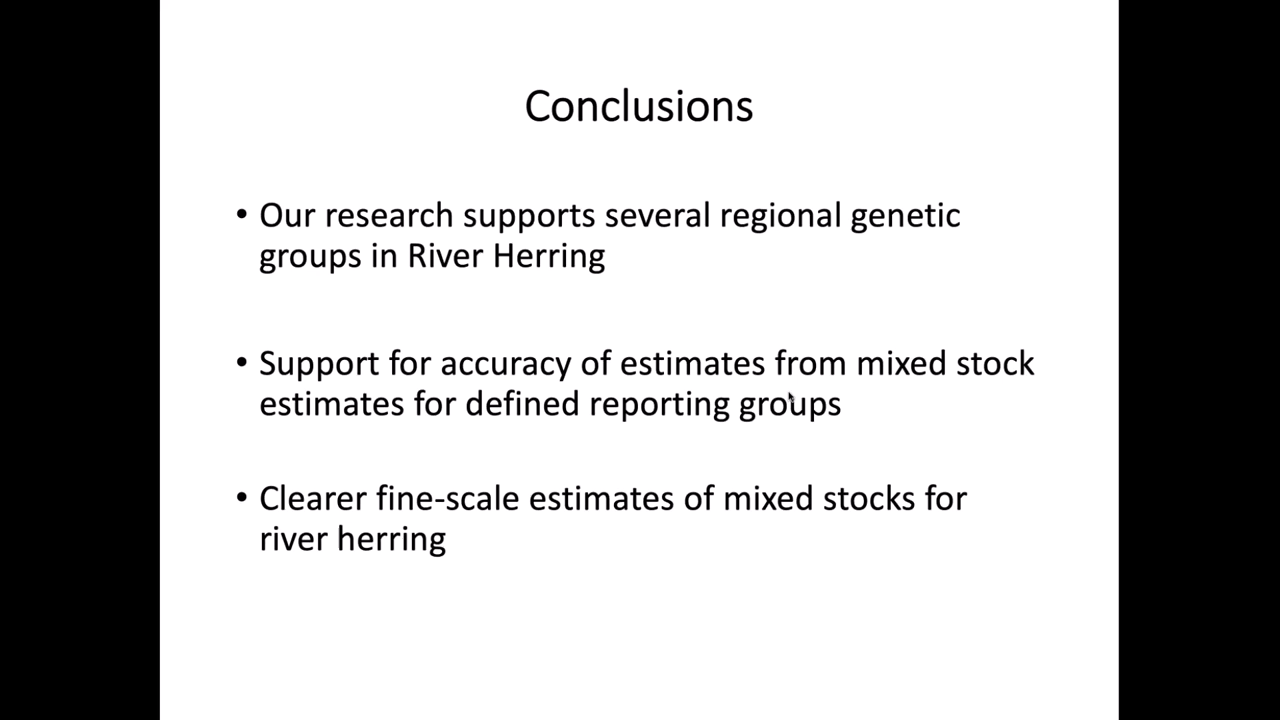 Conclusions
• Our research supports several regional genetic
groups in River Herring
• Support for accuracy of estimates from mixed stock
estimates for defined reporting groups
• Clearer fine-scale estimates of mixed stocks for
river herring